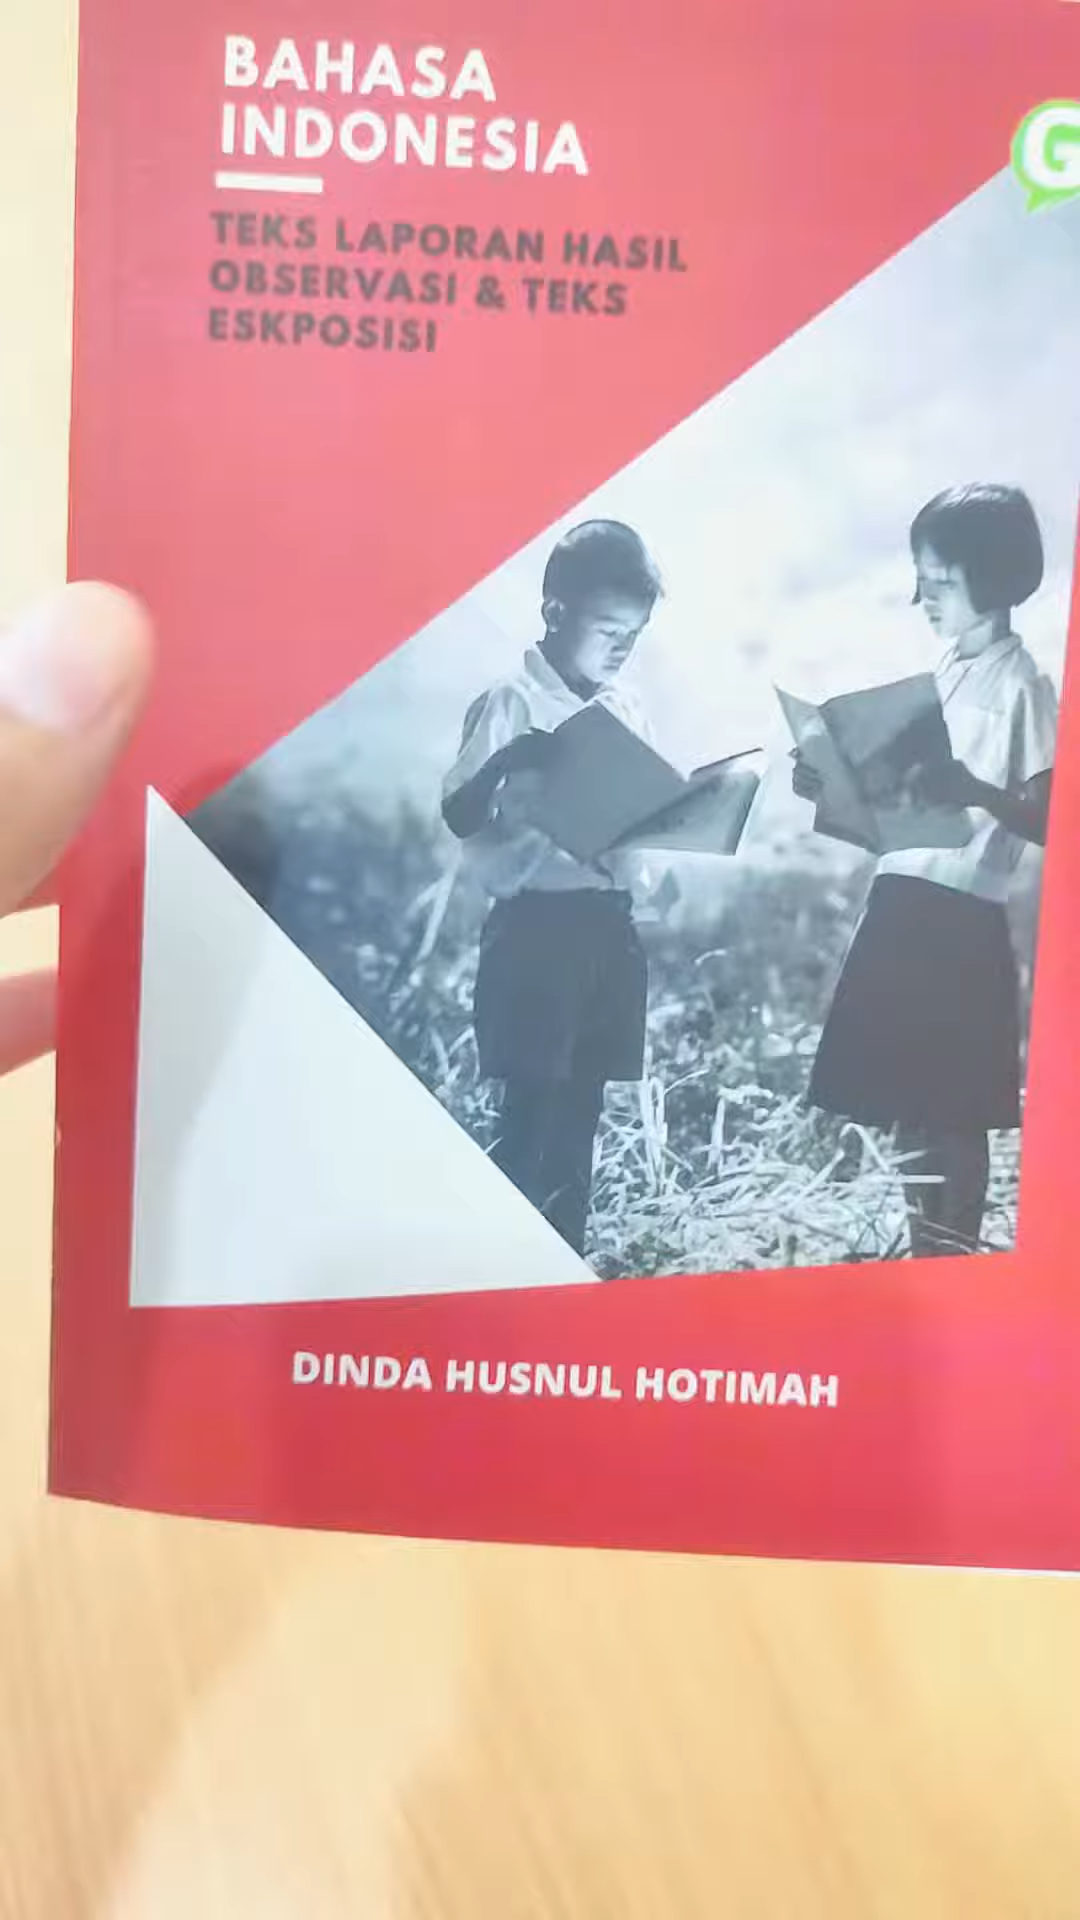 BAHASA
INDONESIA
TEKS LAPORAN HASIL
OBSERVASI & TEKS
ESKPOSISI
G
DINDA HUSNUL HOTIMAH